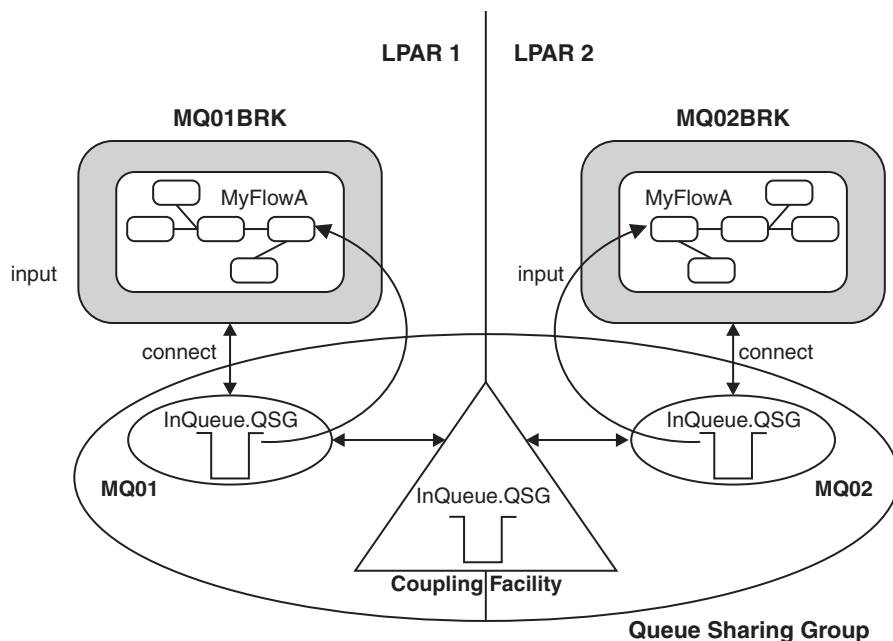 LPAR 1
LPAR 2
MQ01BRK
MQ02BRK
MyFlowA
MyFlowA
input
input
connect
connect
InQueue.QSG
InQueue.QSG
MQ01
InQueue.QSG
MQ02
Coupling Facility
Queue Sharing Group